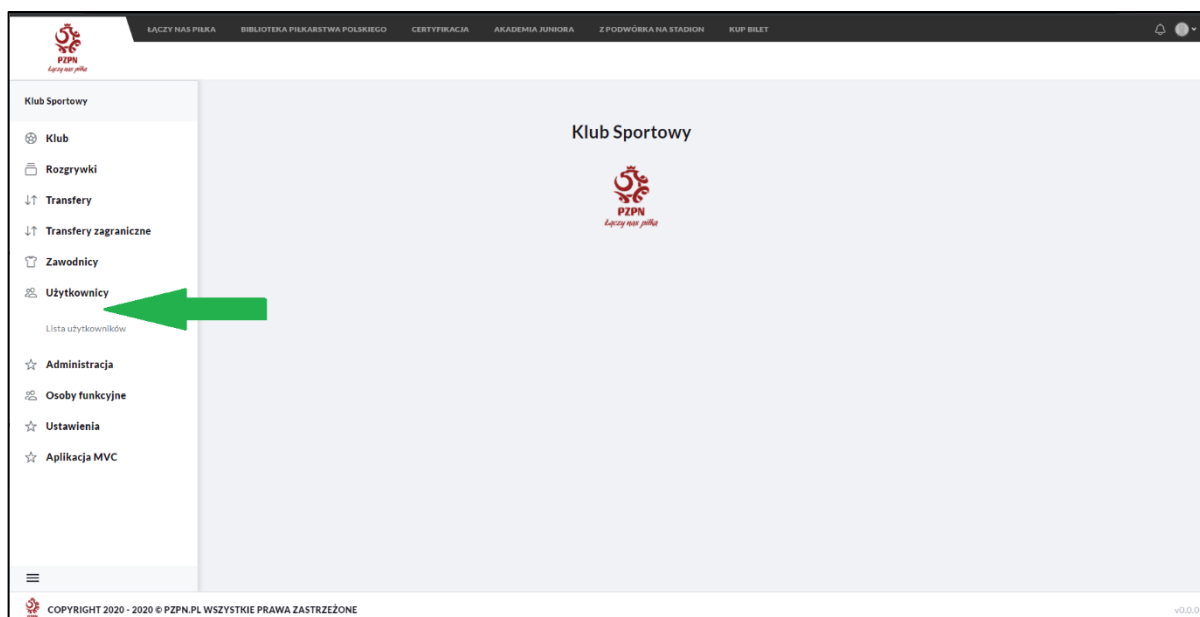 ŁĄCZY NAS PIŁKA BIBLIOTEKA PIŁKARSTWA POLSKIEGO CERTYFIKACJA AKADEMIA JUNIORA Z PODWÓRKA NA STADION KUP BILET
PZPN
Łączy nas piłka
Klub Sportowy
Klub
Rozgrywki
Transfery
Transfery zagraniczne
Zawodnicy
Użytkownicy
Lista użytkowników
Administracja
Osoby funkcyjne
Ustawienia
Aplikacja MVC
Klub Sportowy
PZPN
Łączy nas piłka
COPYRIGHT 2020 - 2020 © PZPN.PL WSZYSTKIE PRAWA ZASTRZEŻONE
v0.0.0